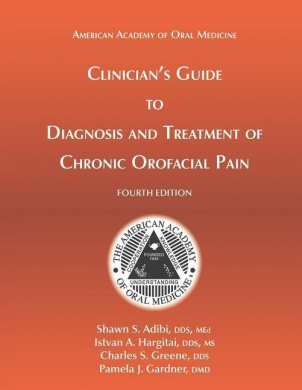 AMERICAN ACADEMY OF ORAL MEDICINE
CLINICIAN'S GUIDE
TO
DIAGNOSIS AND TREATMENT OF
CHRONIC OROFACIAL PAIN
FOURTH EDITION
THE AMERICAN ACADEMY
FOUNDED
1945
UNDERSTANDING
OF ORAL MEDICINE
Shawn S. Adibi, DDS, MEd
Istvan A. Hargitai, DDS, MS
Charles S. Greene, DDS
Pamela J. Gardner, DMD